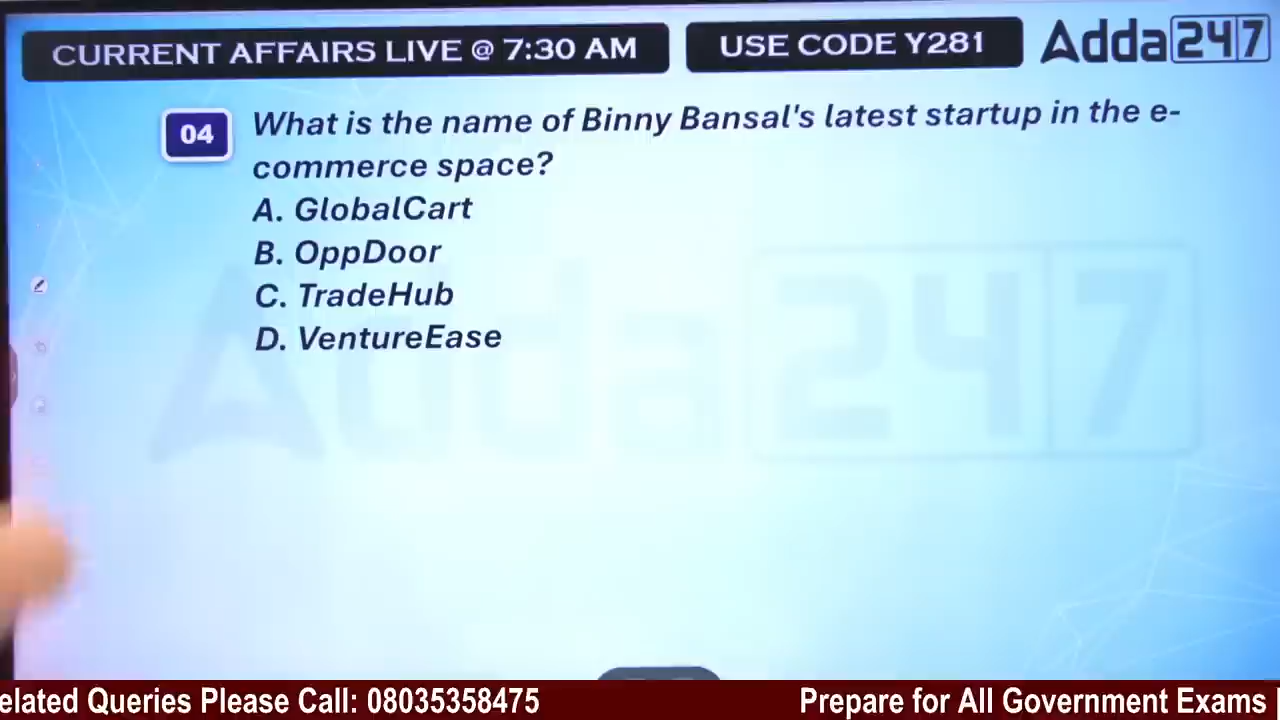 CURRENT AFFAIRS LIVE @ 7:30 AM
USE CODE Y281
Adda247
04
What is the name of Binny Bansal's latest startup in the e-
commerce space?
A. GlobalCart
B. OppDoor
C. TradeHub
D. VentureEase
Adda247
elated Queries Please Call: 08035358475
Prepare for All Government Exams